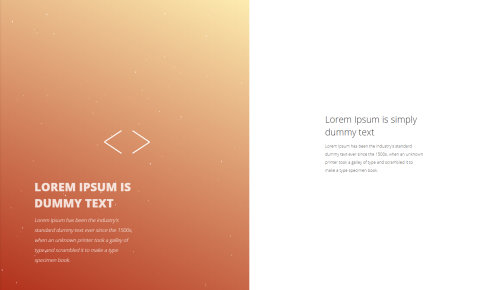 LOREM IPSUM IS
DUMMY TEXT
Lorem Ipsum has been the industry's
standard dummy text ever since the 1500s,
when an unknown printer took a galley of
type and scrambled it to make a type
specimen book.
Lorem Ipsum is simply
dummy text
Lorem Ipsum has been the industry's standard
dummy text ever since the 1500s, when an unknown
printer took a galley of type and scrambled it to
make a type specimen book.